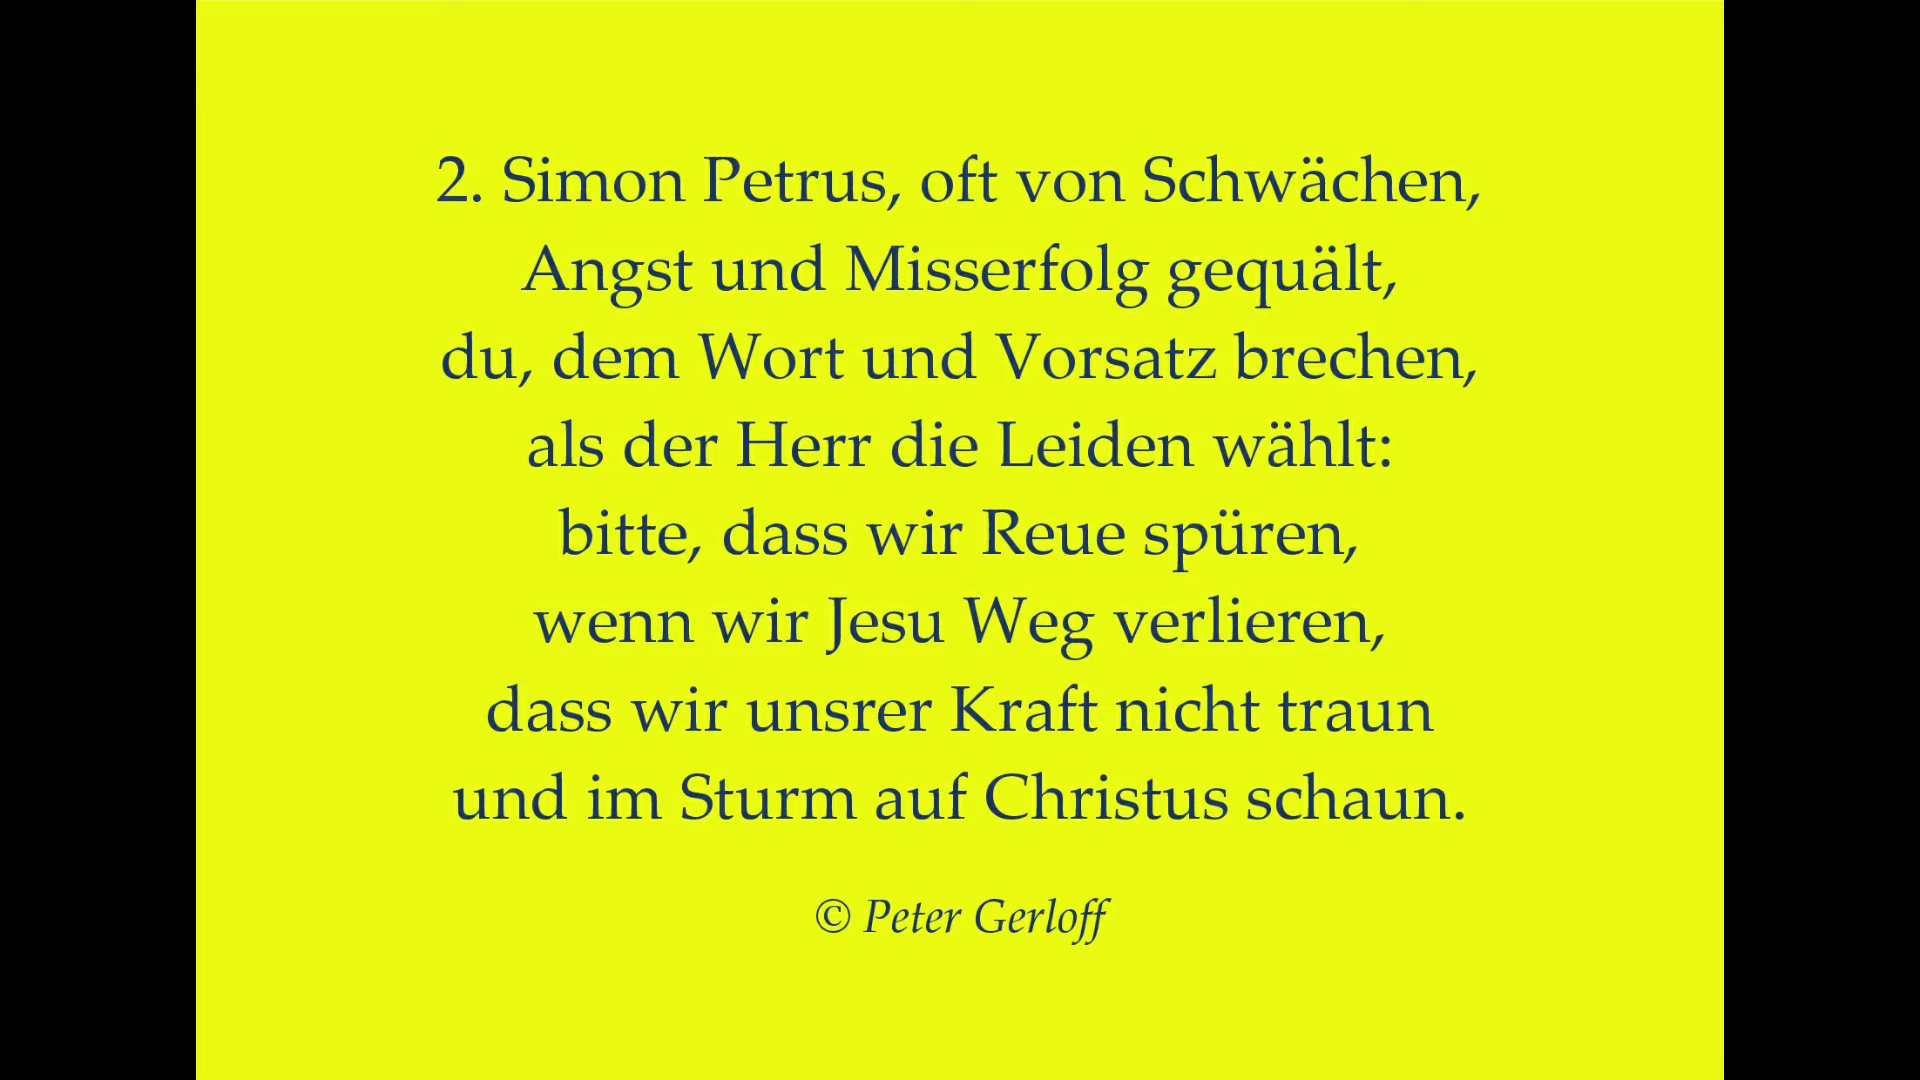 2. Simon Petrus, oft von Schwächen,
Angst und Misserfolg gequält,
du, dem Wort und Vorsatz brechen,
als der Herr die Leiden wählt:
bitte, dass wir Reue spüren,
wenn wir Jesu Weg verlieren,
dass wir unsrer Kraft nicht traun
und im Sturm auf Christus schaun.
© Peter Gerloff